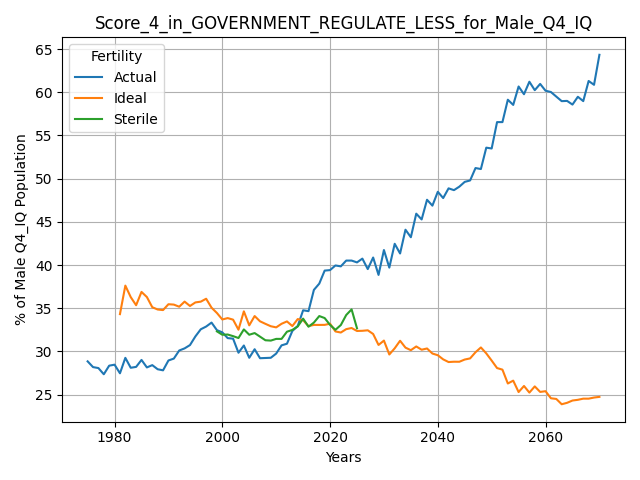 Score_4_in_GOVERNMENT_REGULATE_LESS_for_Male_Q4_IQ
% of Male Q4_IQ Population
65
60
55
50
45
40
35
30
25
Fertility
Actual
Ideal
Sterile
1980 2000 2020 2040 2060
Years